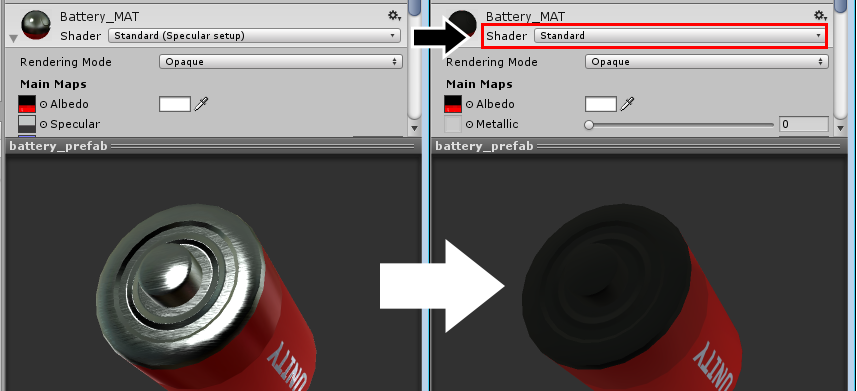 Battery_MAT
Shader Standard (Specular setup)
Rendering Mode Opaque
Main Maps
Albedo
Specular
battery_prefab
UNITY
Battery_MAT
Shader Standard
Rendering Mode Opaque
Main Maps
Albedo
Metallic 0
battery_prefab
UNITY